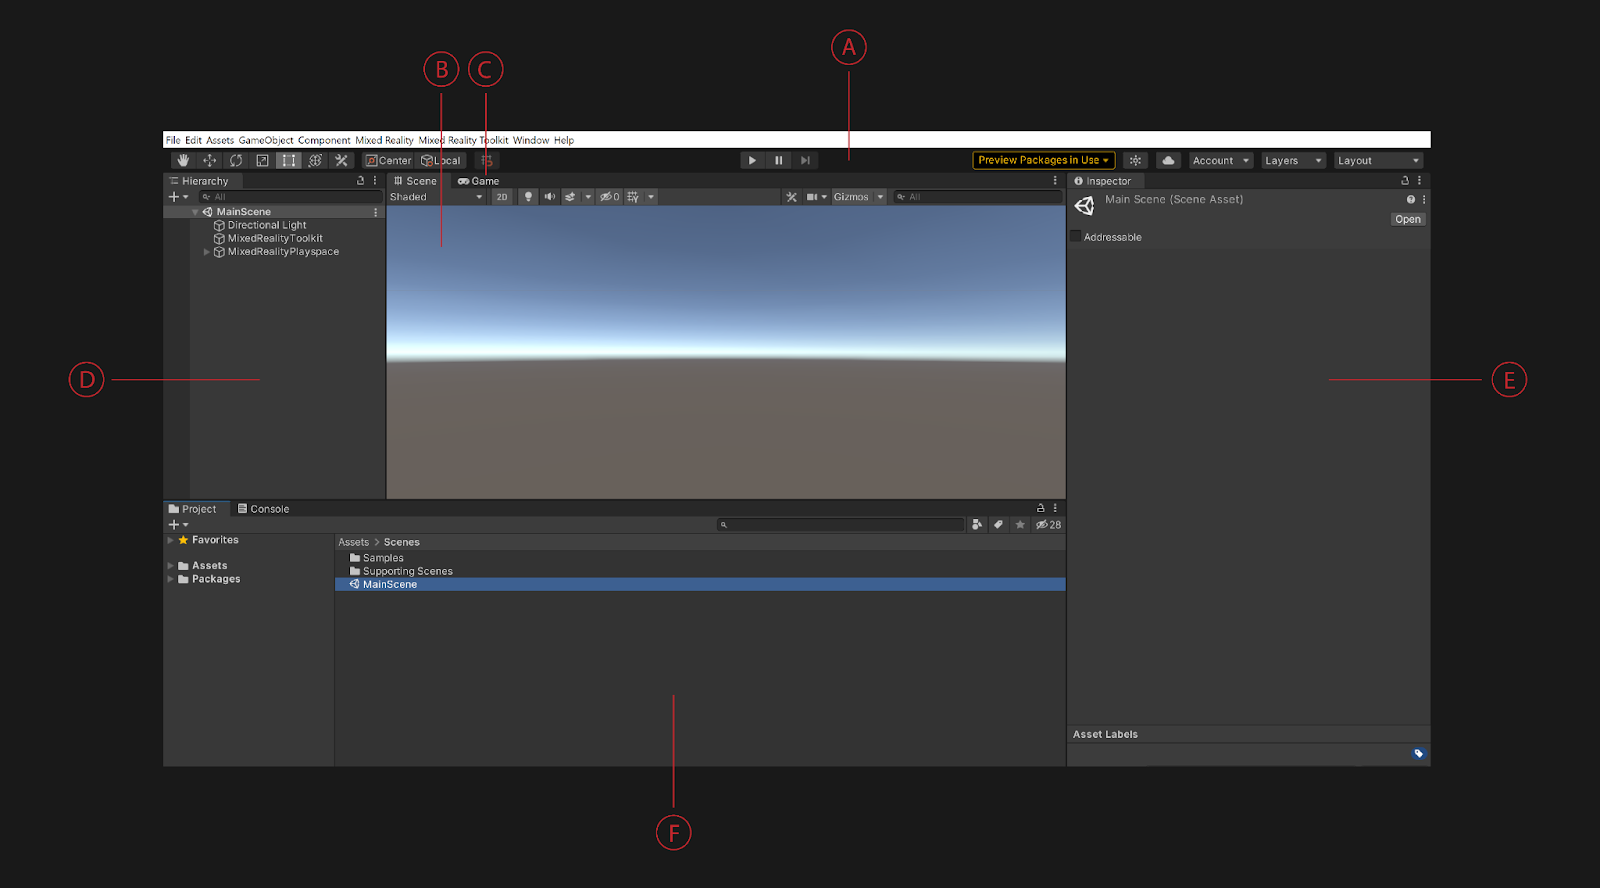 A
B C
File Edit Assets GameObject Component Mixed Reality Mixed Reality Toolkit Window Help
Center Local Preview Packages in Use Account Layers Layout
Hierarchy
All
MainScene
Directional Light
MixedRealityToolkit
MixedRealityPlayspace
Scene Game
Shaded 2D 0 Gizmos All
Inspector
Main Scene (Scene Asset)
Open
Addressable
D
E
Project Console
28
Favorites
Assets
Packages
Assets > Scenes
Samples
Supporting Scenes
MainScene
Asset Labels
F